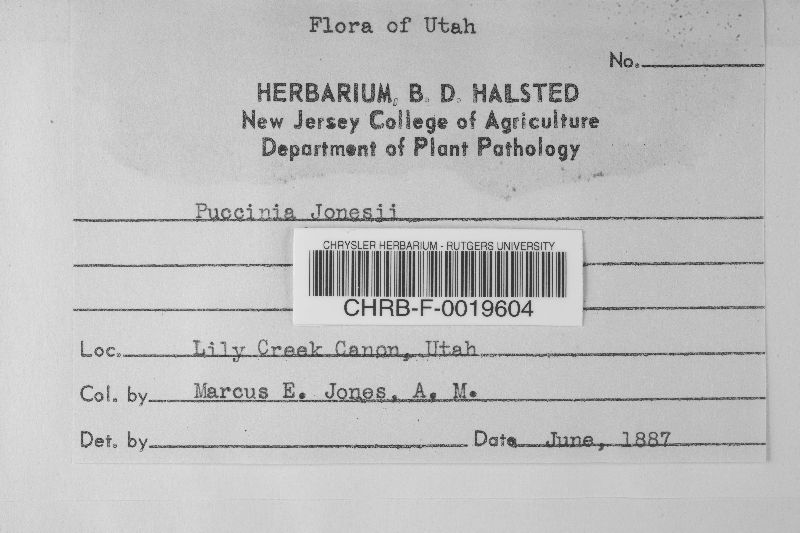 Flora of Utah
No.
HERBARIUM, B. D. HALSTED
New Jersey College of Agriculture
Department of Plant Pathology
Puccinia Jonesii
CHRYSLER HERBARIUM - RUTGERS UNIVERSITY
CHRB-F-0019604
Loc. Lily Creek Canon, Utah
Col. by Marcus E. Jones, A. M.
Det. by Date June, 1887